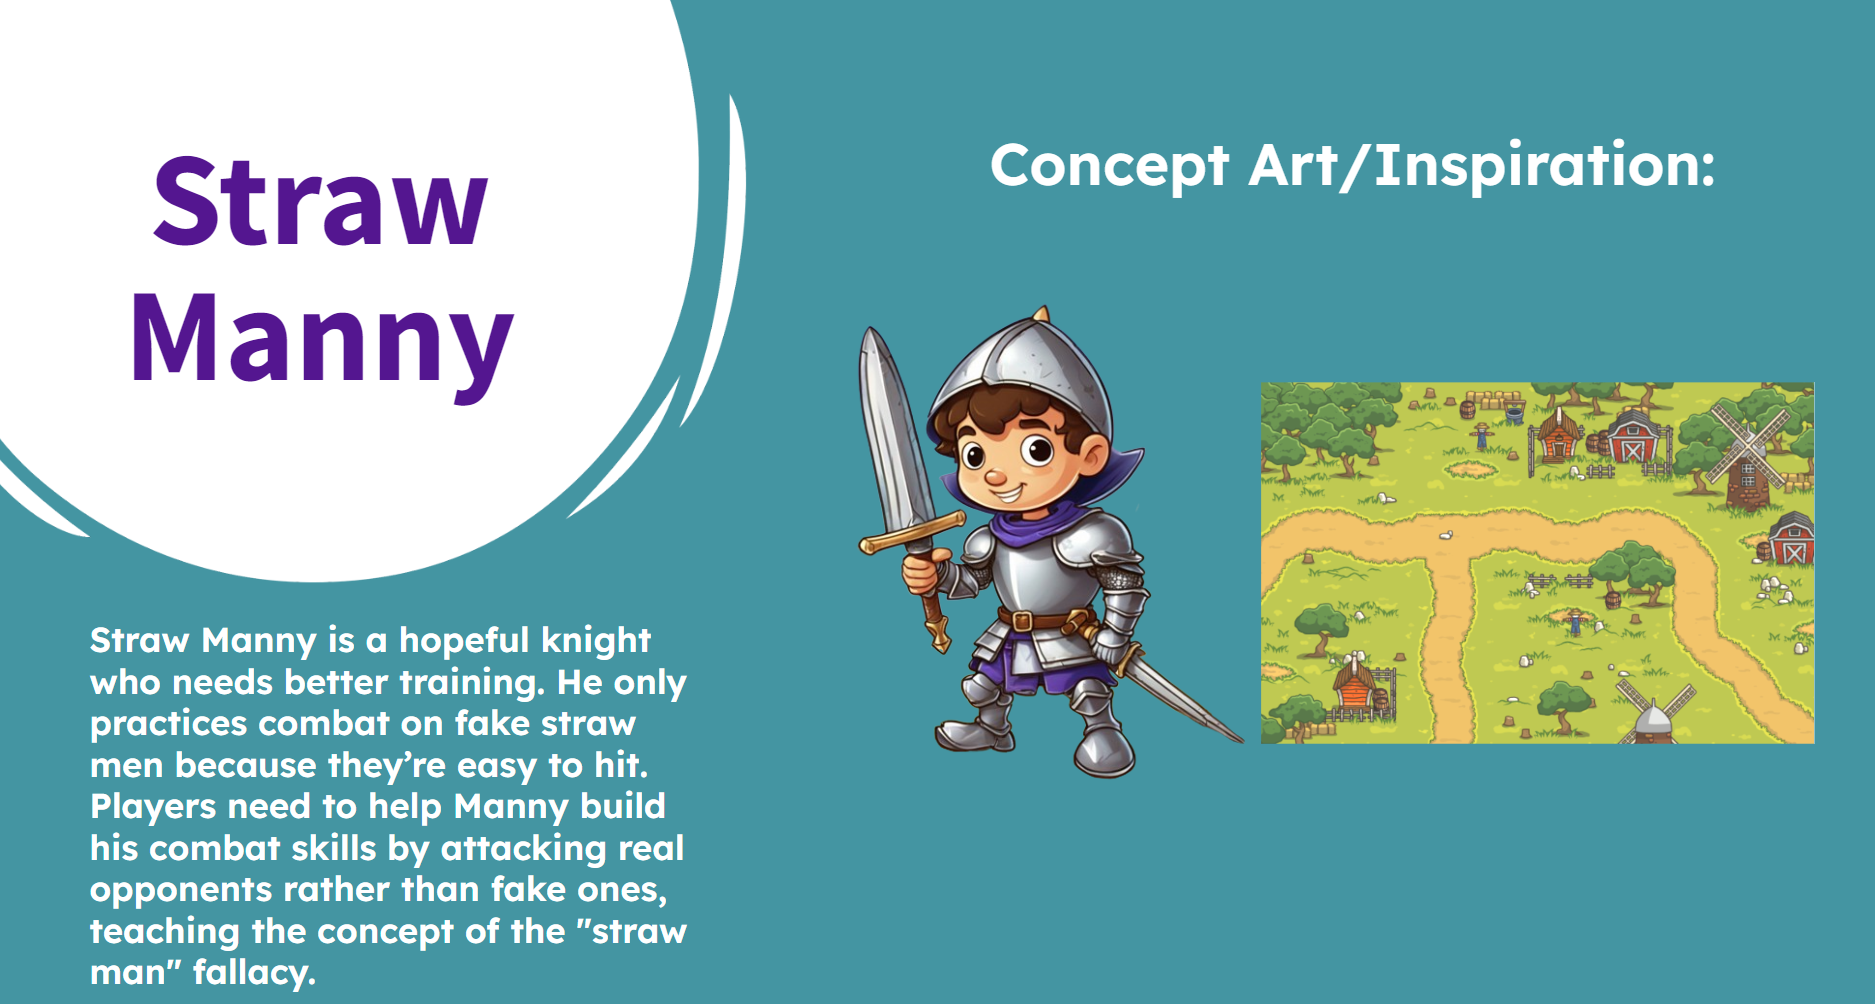 Straw
Manny
Concept Art/Inspiration:
Straw Manny is a hopeful knight
who needs better training. He only
practices combat on fake straw
men because they’re easy to hit.
Players need to help Manny build
his combat skills by attacking real
opponents rather than fake ones,
teaching the concept of the "straw
man" fallacy.